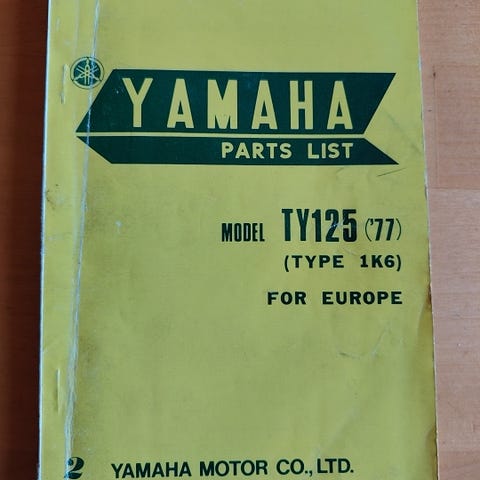 YAMAHA
PARTS LIST
MODEL TY125 ('77)
(TYPE 1K6)
FOR EUROPE
2 YAMAHA MOTOR CO., LTD.